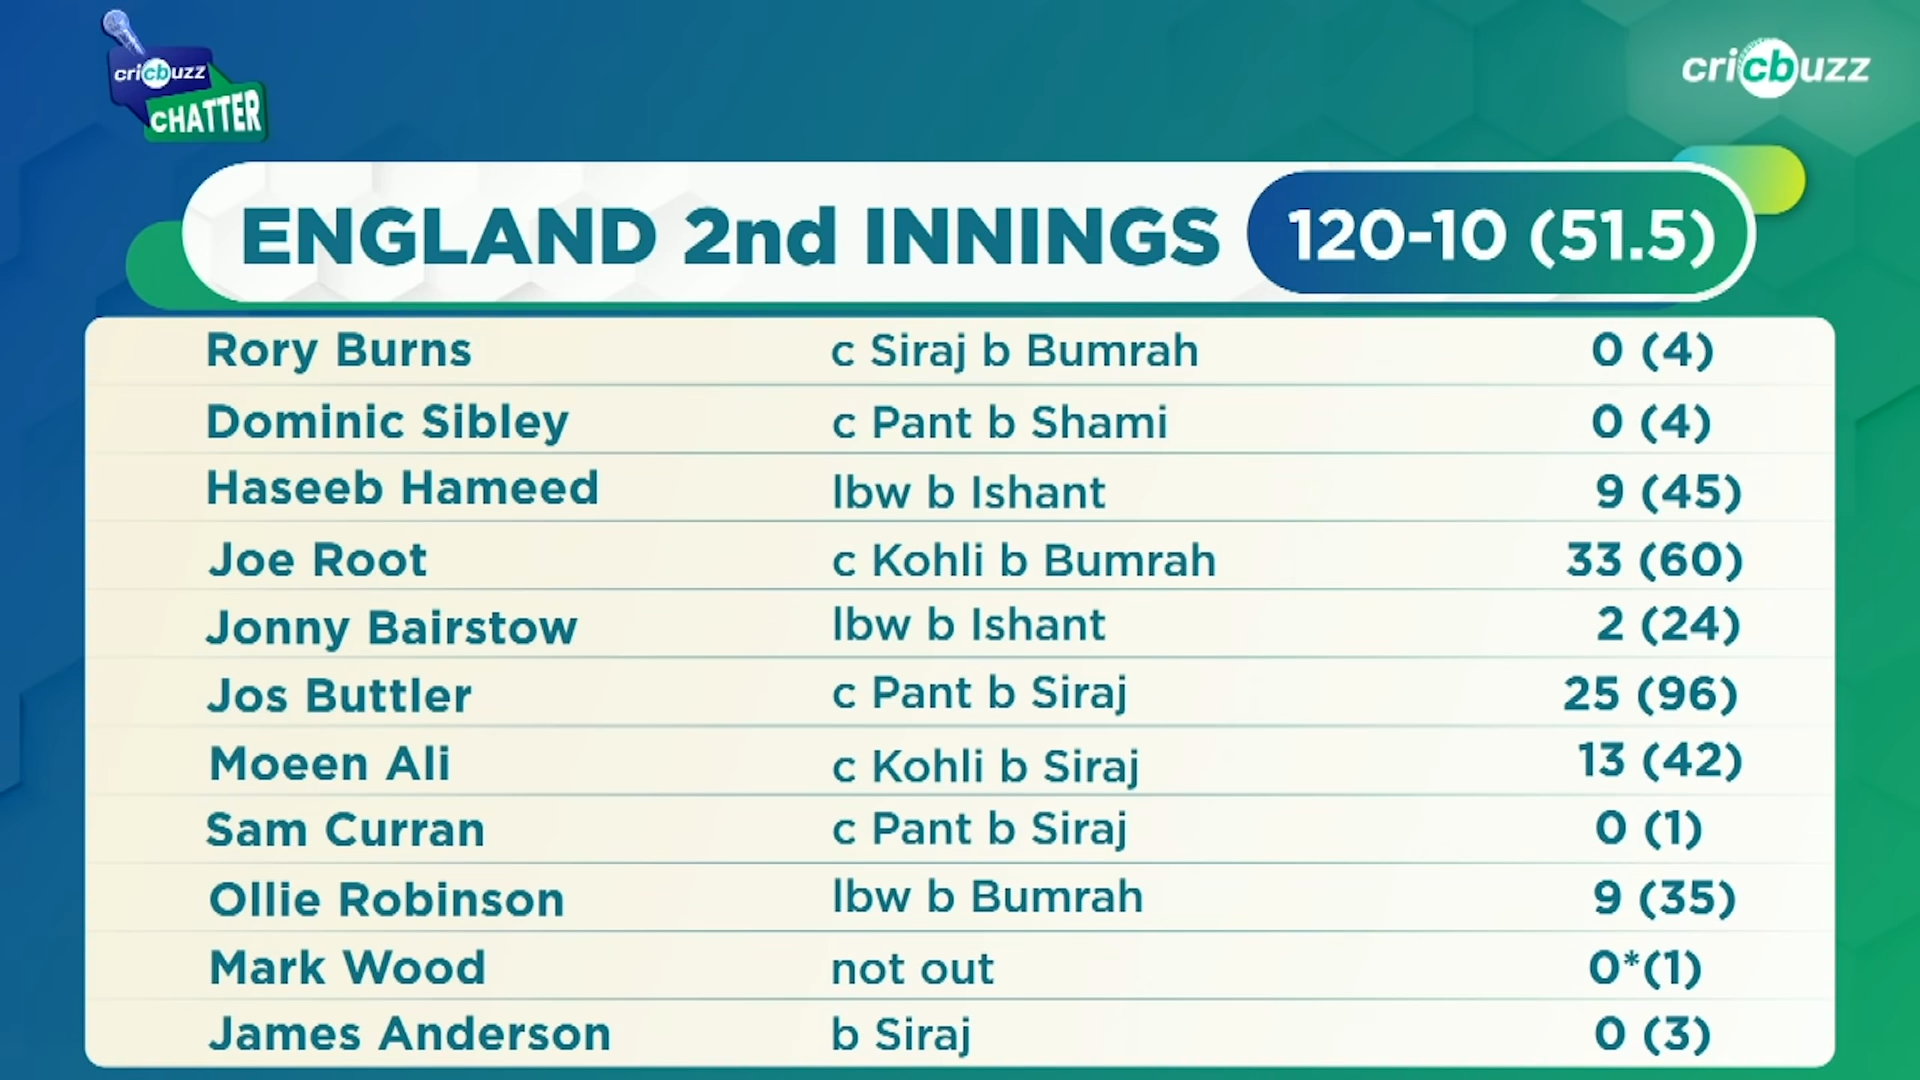 cricbuzz
CHATTER
cricbuzz
ENGLAND 2nd INNINGS 120-10 (51.5)
Rory Burns c Siraj b Bumrah 0 (4)
Dominic Sibley c Pant b Shami 0 (4)
Haseeb Hameed lbw b Ishant 9 (45)
Joe Root c Kohli b Bumrah 33 (60)
Jonny Bairstow lbw b Ishant 2 (24)
Jos Buttler c Pant b Siraj 25 (96)
Moeen Ali c Kohli b Siraj 13 (42)
Sam Curran c Pant b Siraj 0 (1)
Ollie Robinson lbw b Bumrah 9 (35)
Mark Wood not out 0*(1)
James Anderson b Siraj 0 (3)